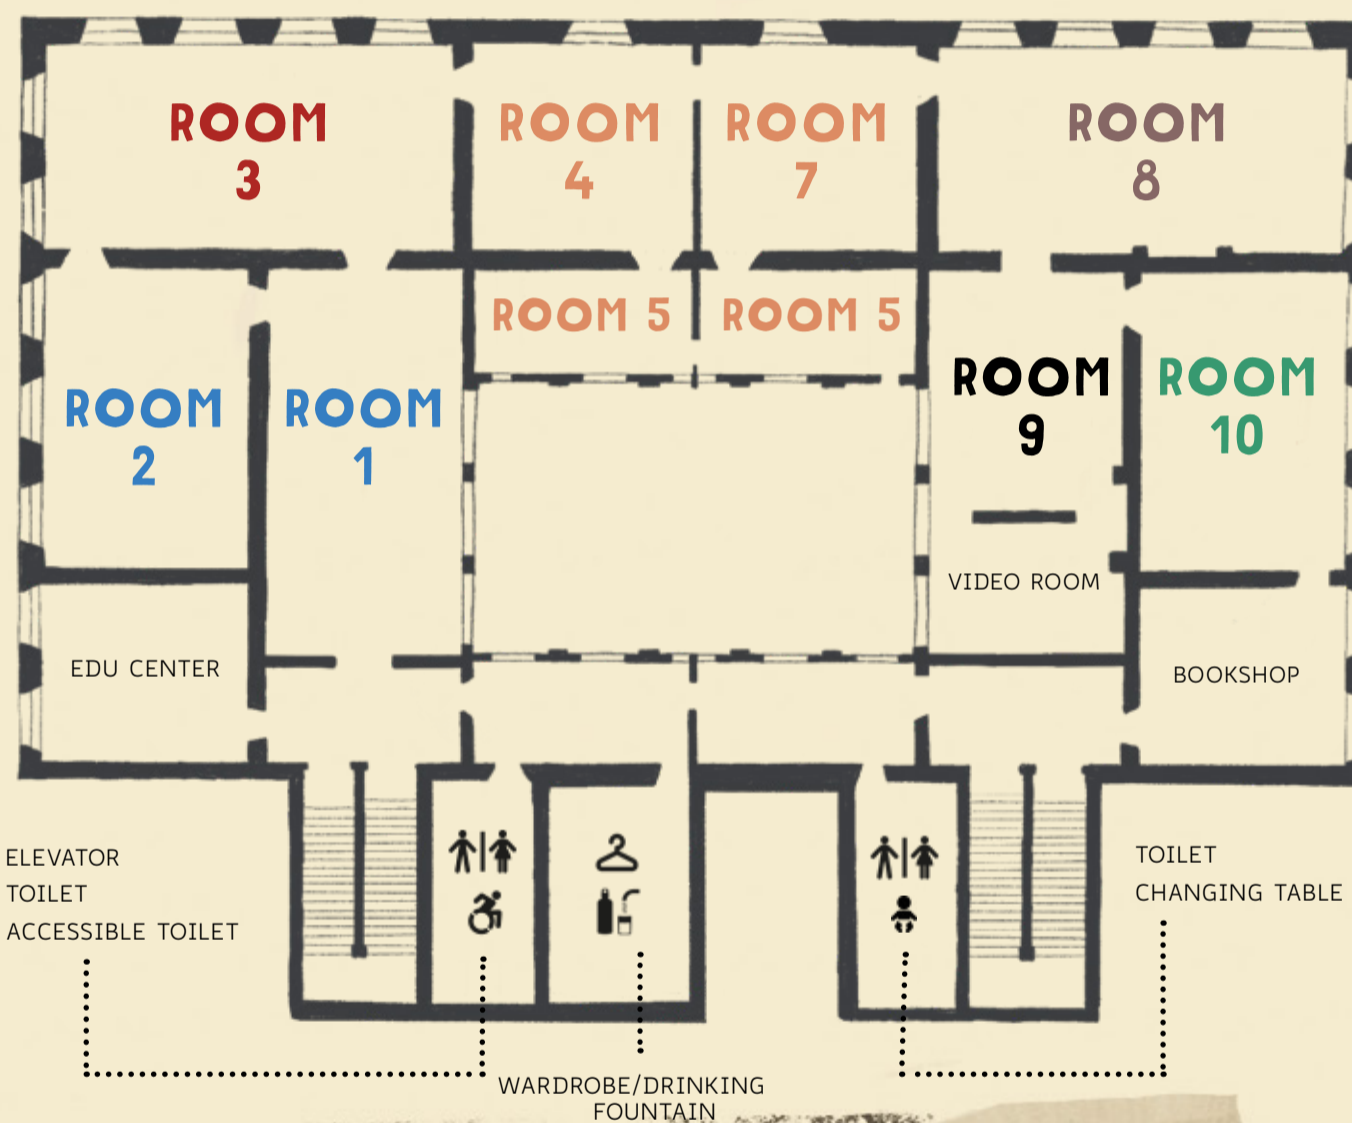 ROOM
3
ROOM
4
ROOM
7
ROOM
8
ROOM 5
ROOM 5
ROOM
2
ROOM
1
ROOM
9
ROOM
10
VIDEO ROOM
EDU CENTER
BOOKSHOP
ELEVATOR
TOILET
ACCESSIBLE TOILET
TOILET
CHANGING TABLE
WARDROBE/DRINKING
FOUNTAIN